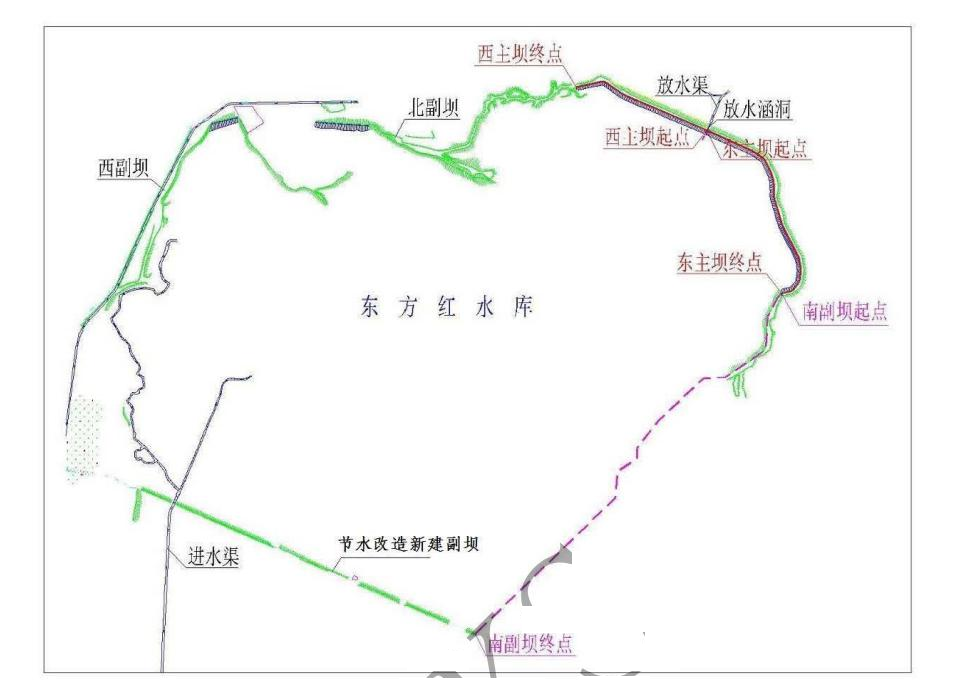 西主坝终点
放水渠
北副坝
放水涵洞
西主坝起点
东主坝起点
西副坝
东主坝终点
东方红水库
南副坝起点
节水改造新建副坝
进水渠
南副坝终点